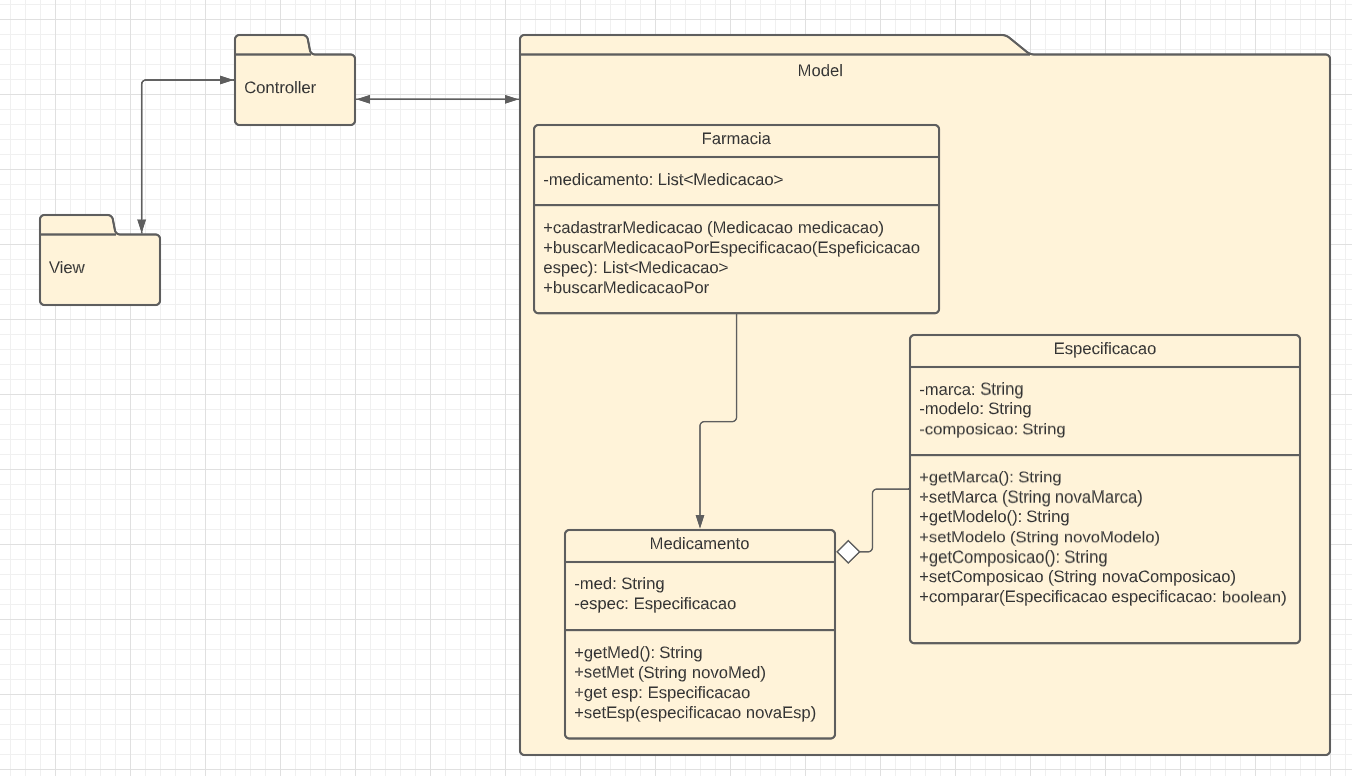 Controller
View
Model
Farmacia
-medicamento: List<Medicacao>
+cadastrarMedicacao (Medicacao medicacao)
+buscarMedicacaoPorEspecificacao(Espeficicacao
espec): List<Medicacao>
+buscarMedicacaoPor
Especificacao
-marca: String
-modelo: String
-composicao: String
+getMarca(): String
+setMarca (String novaMarca)
+getModelo(): String
+setModelo (String novoModelo)
+getComposicao(): String
+setComposicao (String novaComposicao)
+comparar(Especificacao especificacao: boolean)
Medicamento
-med: String
-espec: Especificacao
+getMed(): String
+setMet (String novoMed)
+get esp: Especificacao
+setEsp(especificacao novaEsp)